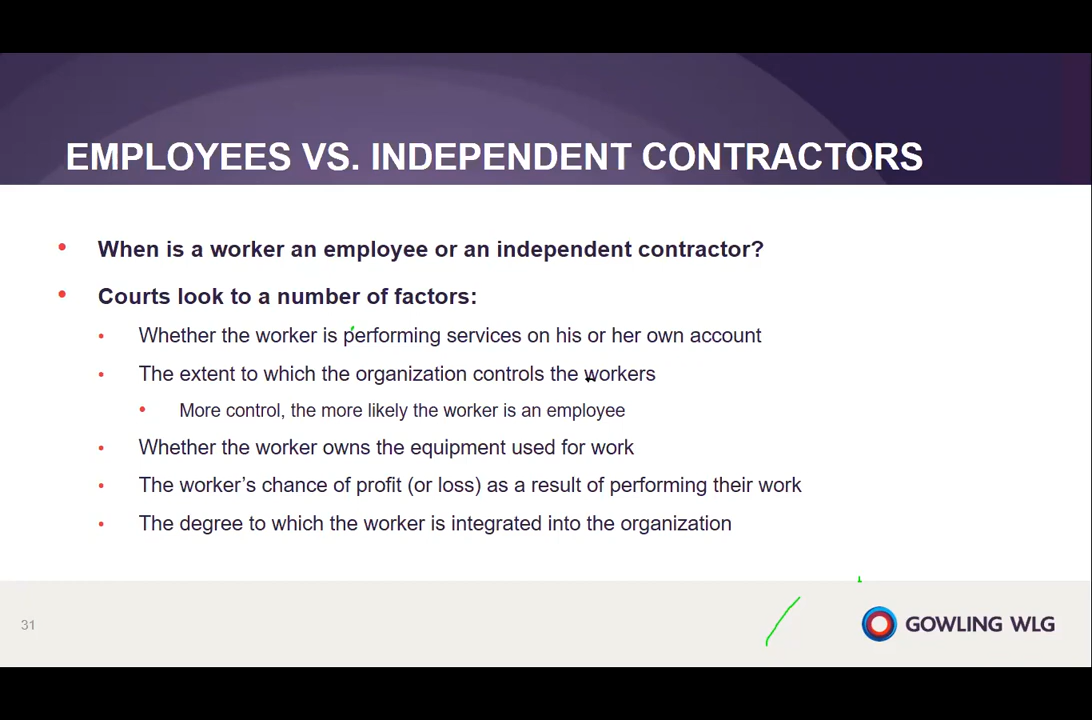 EMPLOYEES VS. INDEPENDENT CONTRACTORS
• When is a worker an employee or an independent contractor?
• Courts look to a number of factors:
• Whether the worker is performing services on his or her own account
• The extent to which the organization controls the workers
• More control, the more likely the worker is an employee
• Whether the worker owns the equipment used for work
• The worker’s chance of profit (or loss) as a result of performing their work
• The degree to which the worker is integrated into the organization
31
GOWLING WLG